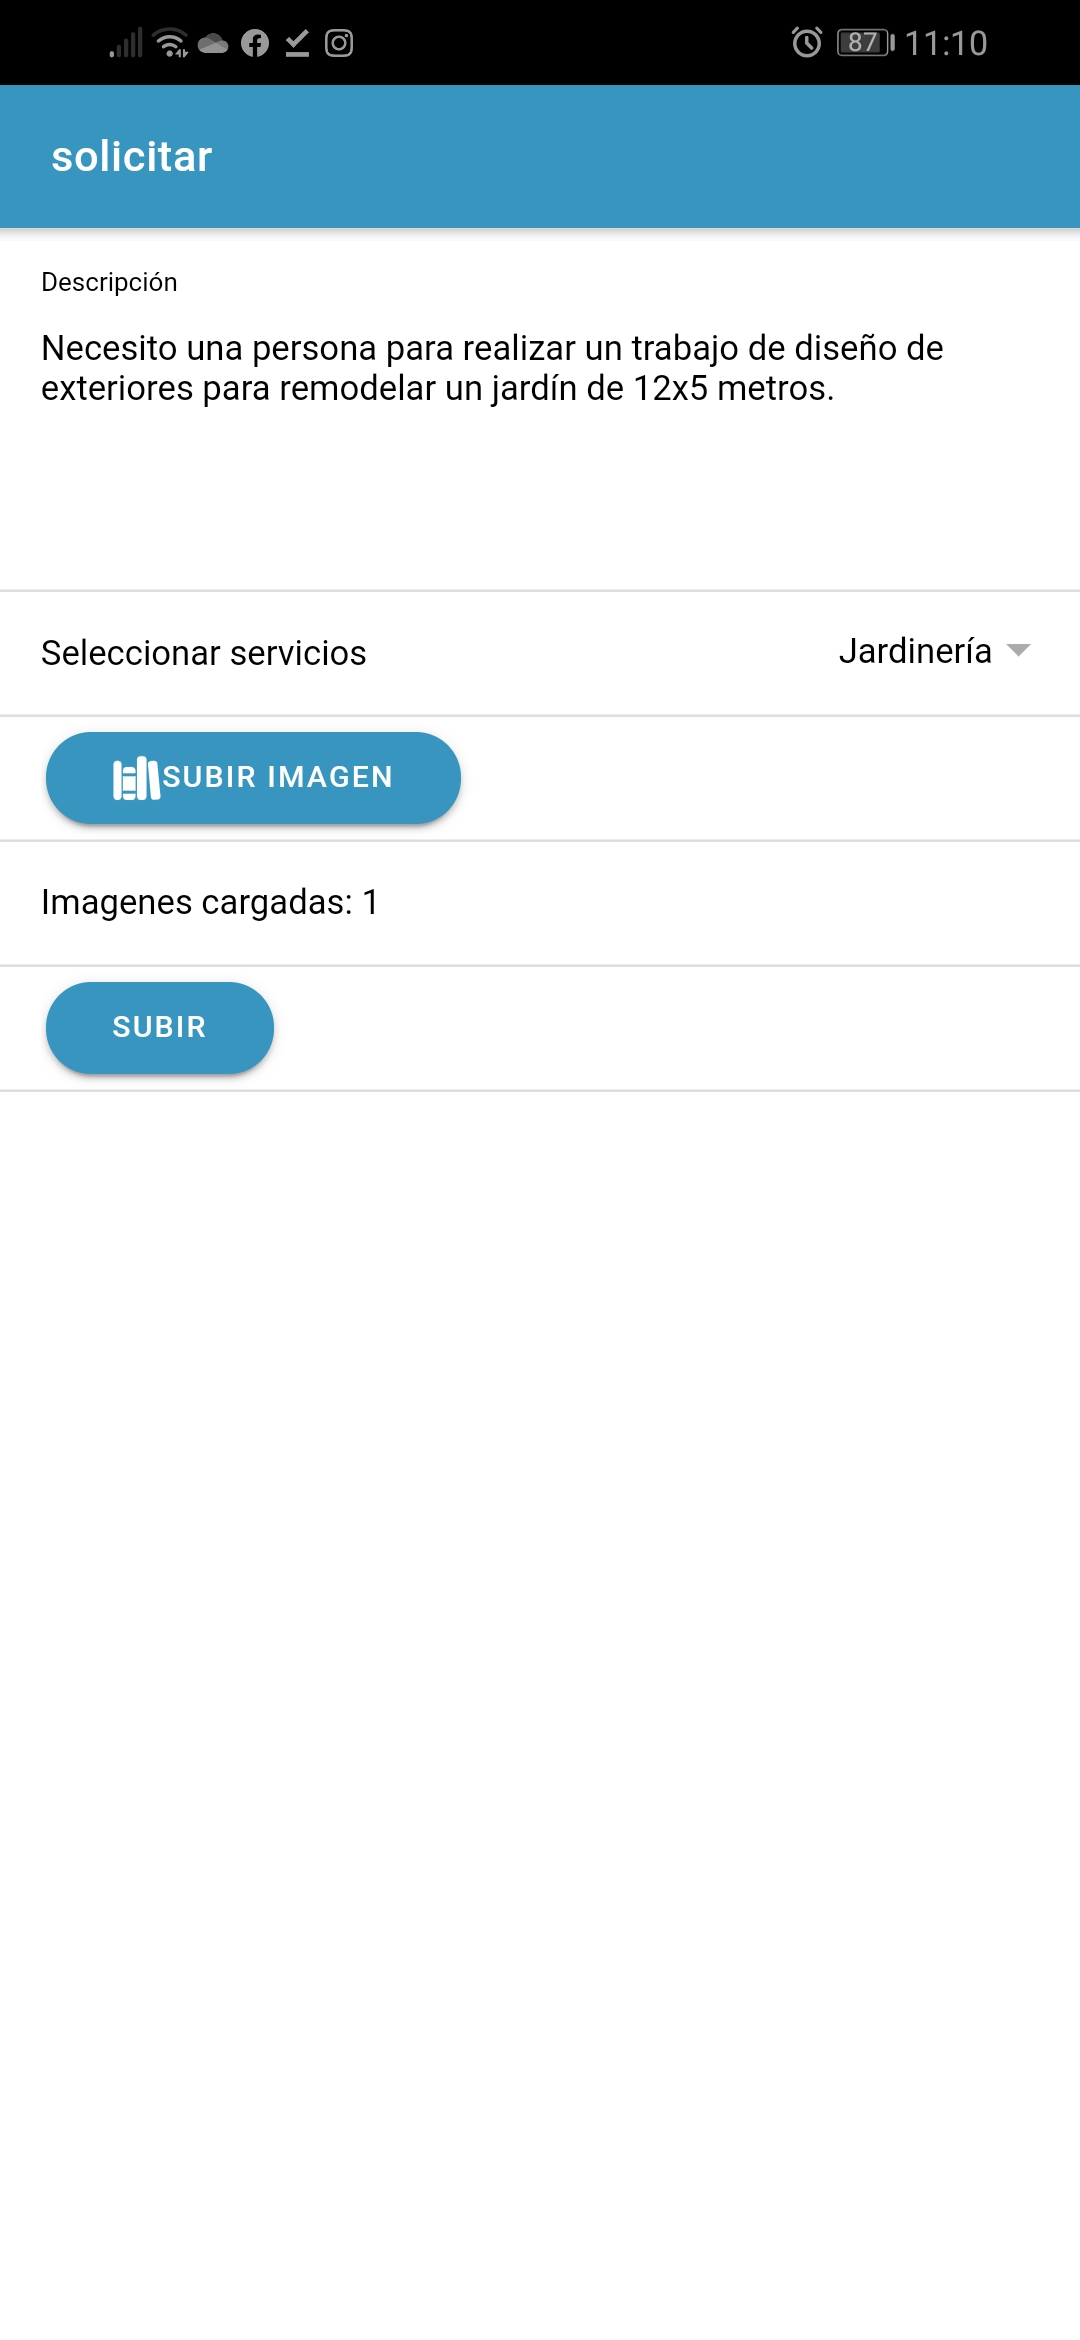 87 11:10
solicitar
Descripción
Necesito una persona para realizar un trabajo de diseño de
exteriores para remodelar un jardín de 12x5 metros.
Seleccionar servicios Jardinería
SUBIR IMAGEN
Imagenes cargadas: 1
SUBIR